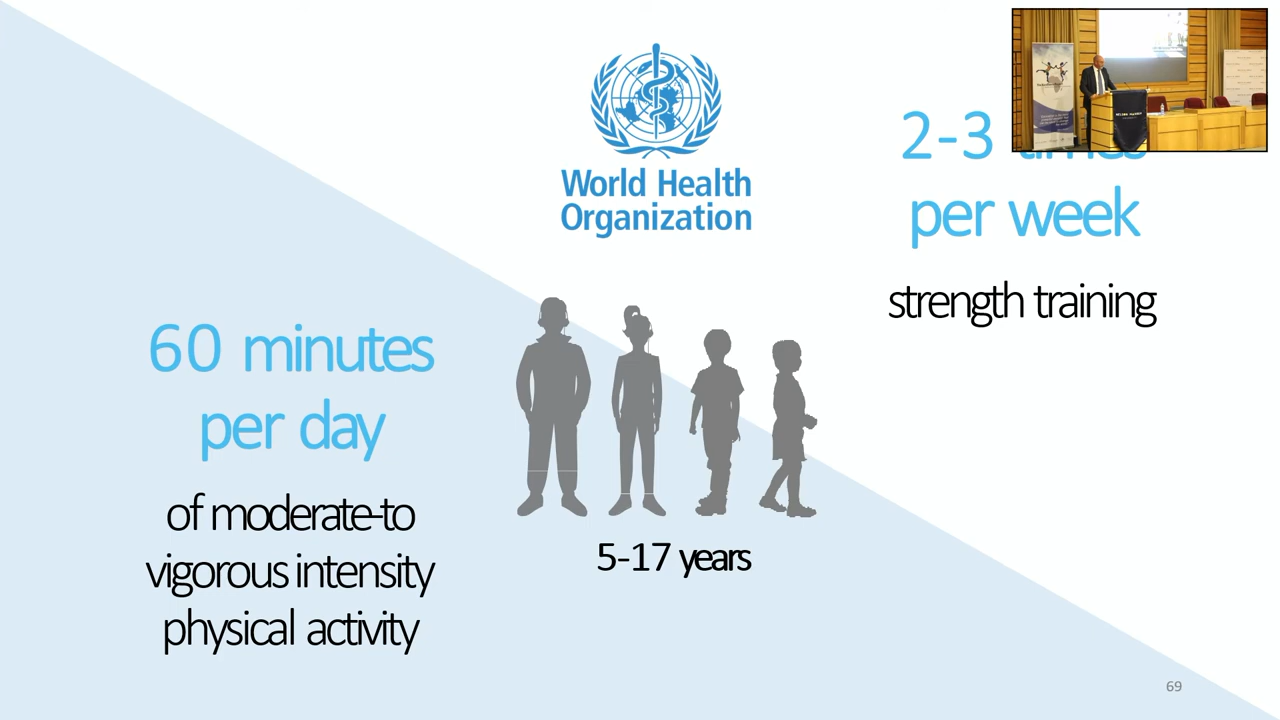 World Health
Organization
2-3 times
per week
strength training
60 minutes
per day
of moderate-to
vigorous intensity
physical activity
5-17 years
69